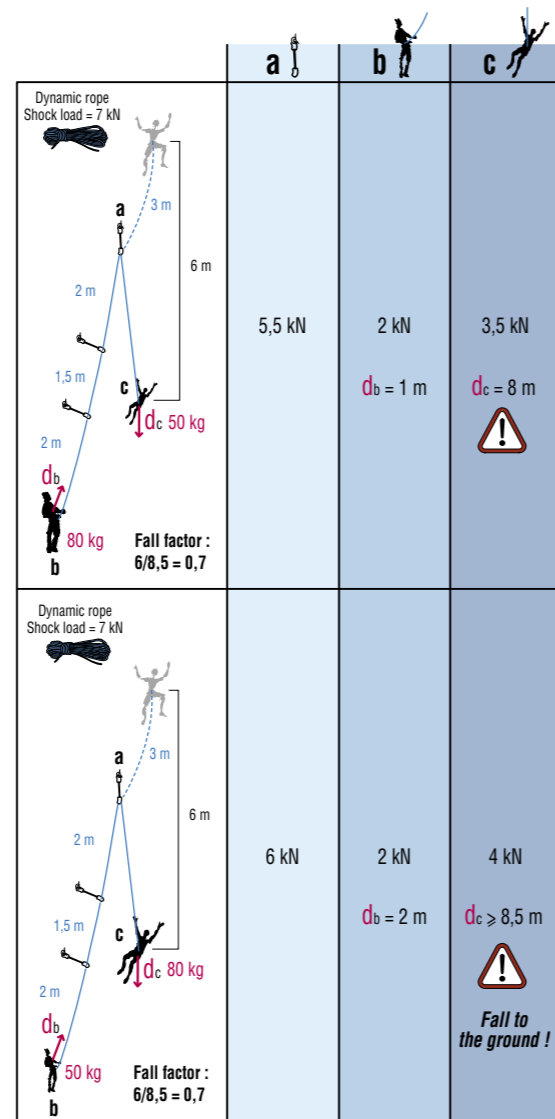 a
b
c
Dynamic rope
Shock load = 7 kN
3 m
a
6 m
2 m
1,5 m
c
dc 50 kg
2 m
db
80 kg
b
Fall factor :
6/8,5 = 0,7
5,5 kN
2 kN
db = 1 m
3,5 kN
dc = 8 m
!
Dynamic rope
Shock load = 7 kN
3 m
a
6 m
2 m
1,5 m
c
dc 80 kg
2 m
db
50 kg
b
Fall factor :
6/8,5 = 0,7
6 kN
2 kN
db = 2 m
4 kN
dc ⩾ 8,5 m
!
Fall to
the ground !